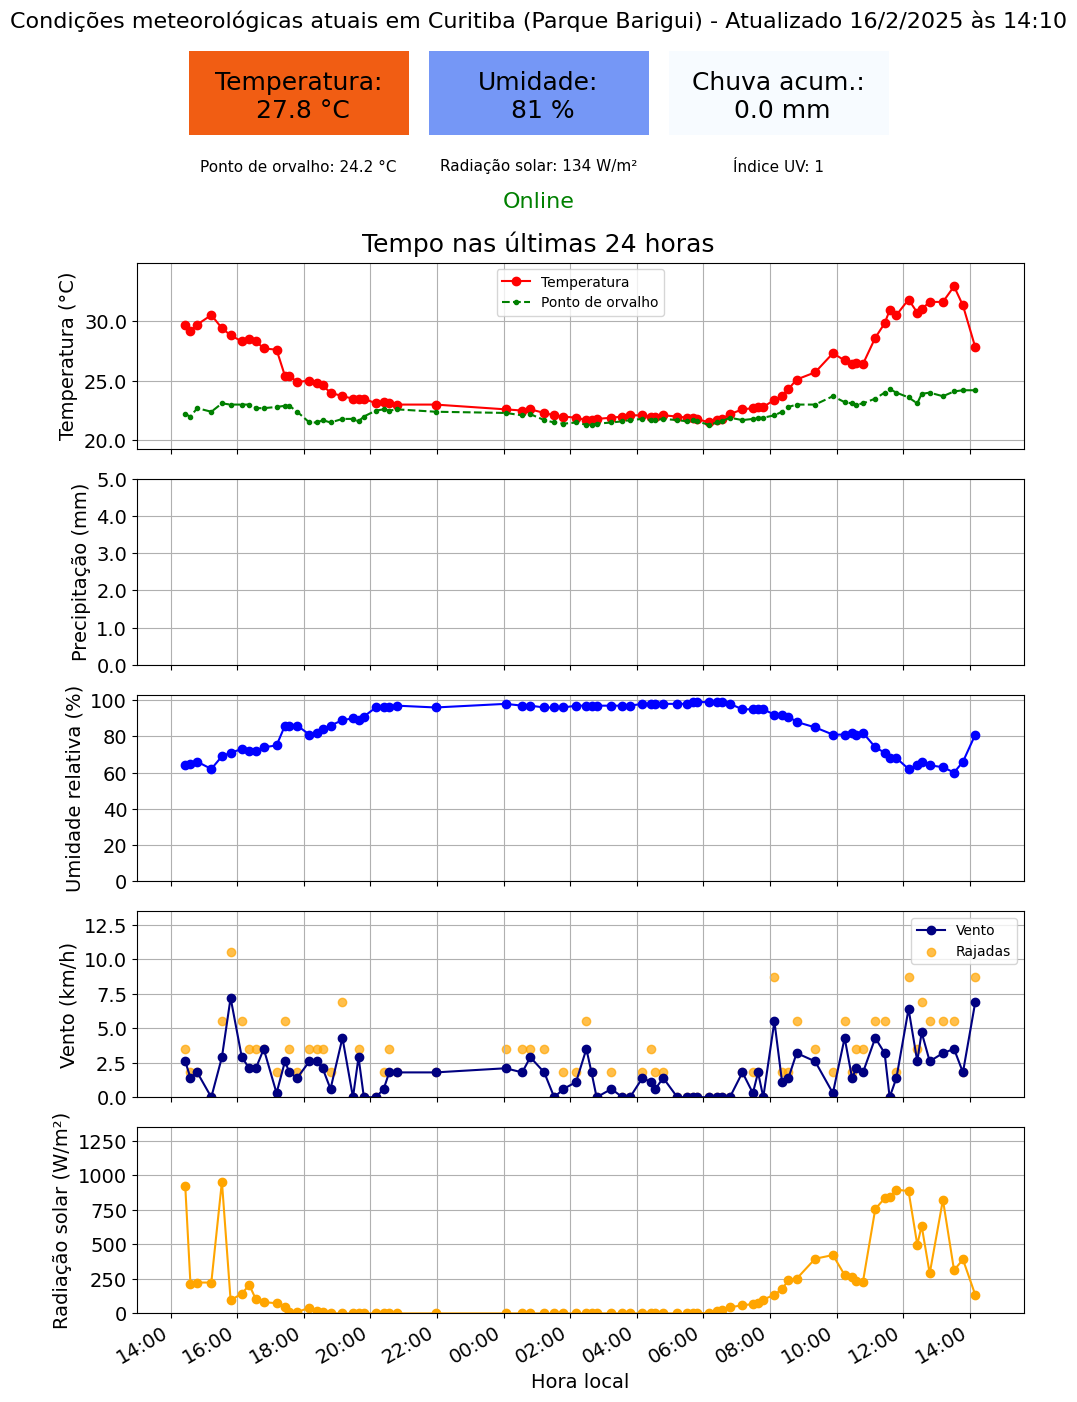 Condições meteorológicas atuais em Curitiba (Parque Barigui) - Atualizado 16/2/2025 às 14:10
Temperatura:
27.8 °C
Umidade:
81 %
Chuva acum.:
0.0 mm
Ponto de orvalho: 24.2 °C
Radiação solar: 134 W/m²
Índice UV: 1
Online
Tempo nas últimas 24 horas
Temperatura (°C)
30.0
25.0
20.0
Temperatura
Ponto de orvalho
Precipitação (mm)
5.0
4.0
3.0
2.0
1.0
0.0
Umidade relativa (%)
100
80
60
40
20
0
Vento (km/h)
12.5
10.0
7.5
5.0
2.5
0.0
Vento
Rajadas
Radiação solar (W/m²)
1250
1000
750
500
250
0
14:00
16:00
18:00
20:00
22:00
00:00
02:00
04:00
06:00
08:00
10:00
12:00
14:00
Hora local